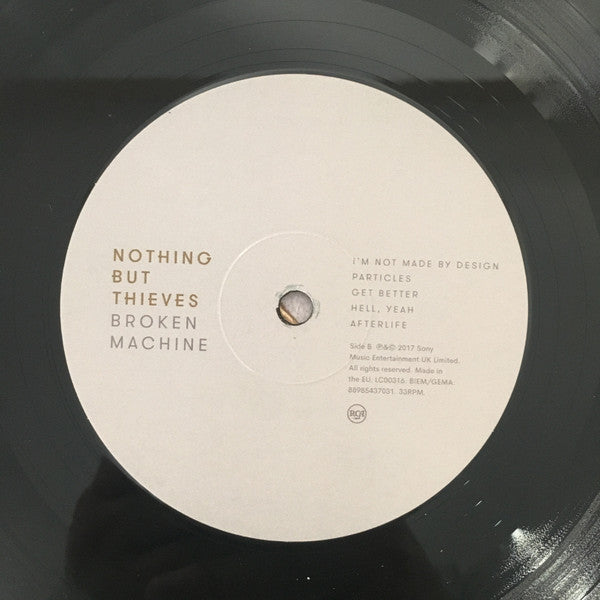 NOTHING
BUT
THIEVES
BROKEN
MACHINE
I'M NOT MADE BY DESIGN
PARTICLES
GET BETTER
HELL, YEAH
AFTERLIFE
Side B ℗&© 2017 Sony
Music Entertainment UK Limited.
All rights reserved. Made in
the EU. LC00316. BIEM/GEMA
88985437031. 33RPM.
RCA